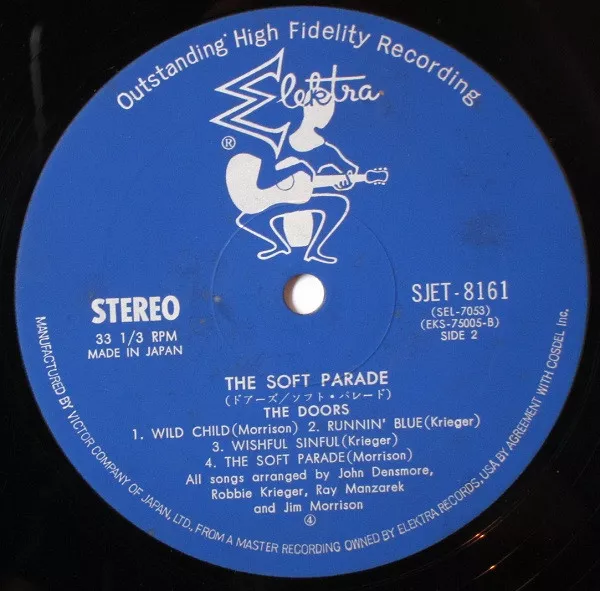 Outstanding High Fidelity Recording
Elektra
®
STEREO
33 1/3 RPM
MADE IN JAPAN
SJET-8161
(SEL-7053)
(EKS-75005-B)
SIDE 2
THE SOFT PARADE
(ドアーズ/ソフト・パレード)
THE DOORS
1. WILD CHILD(Morrison) 2. RUNNIN' BLUE(Krieger)
3. WISHFUL SINFUL(Krieger)
4. THE SOFT PARADE(Morrison)
All songs arranged by John Densmore,
Robbie Krieger, Ray Manzarek
and Jim Morrison
④
MANUFACTURED BY VICTOR COMPANY OF JAPAN, LTD., FROM A MASTER RECORDING OWNED BY ELEKTRA RECORDS, USA BY AGREEMENT WITH COSDEL Inc.